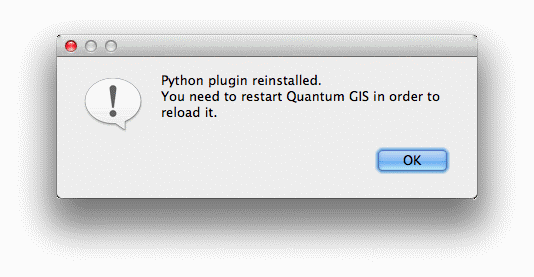 Python plugin reinstalled.
You need to restart Quantum GIS in order to
reload it.
OK